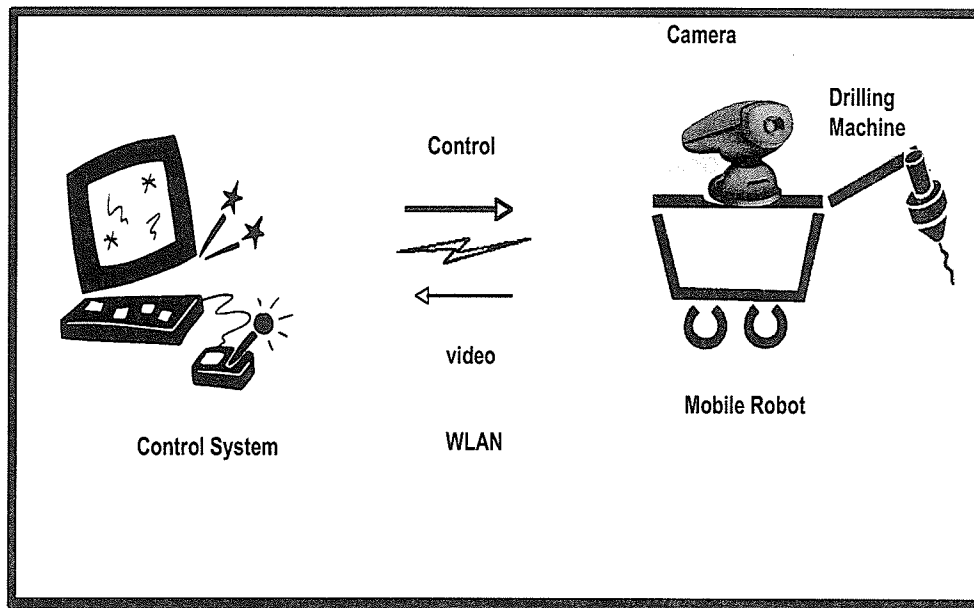 Camera
Drilling
Machine
Control
video
Mobile Robot
Control System
WLAN